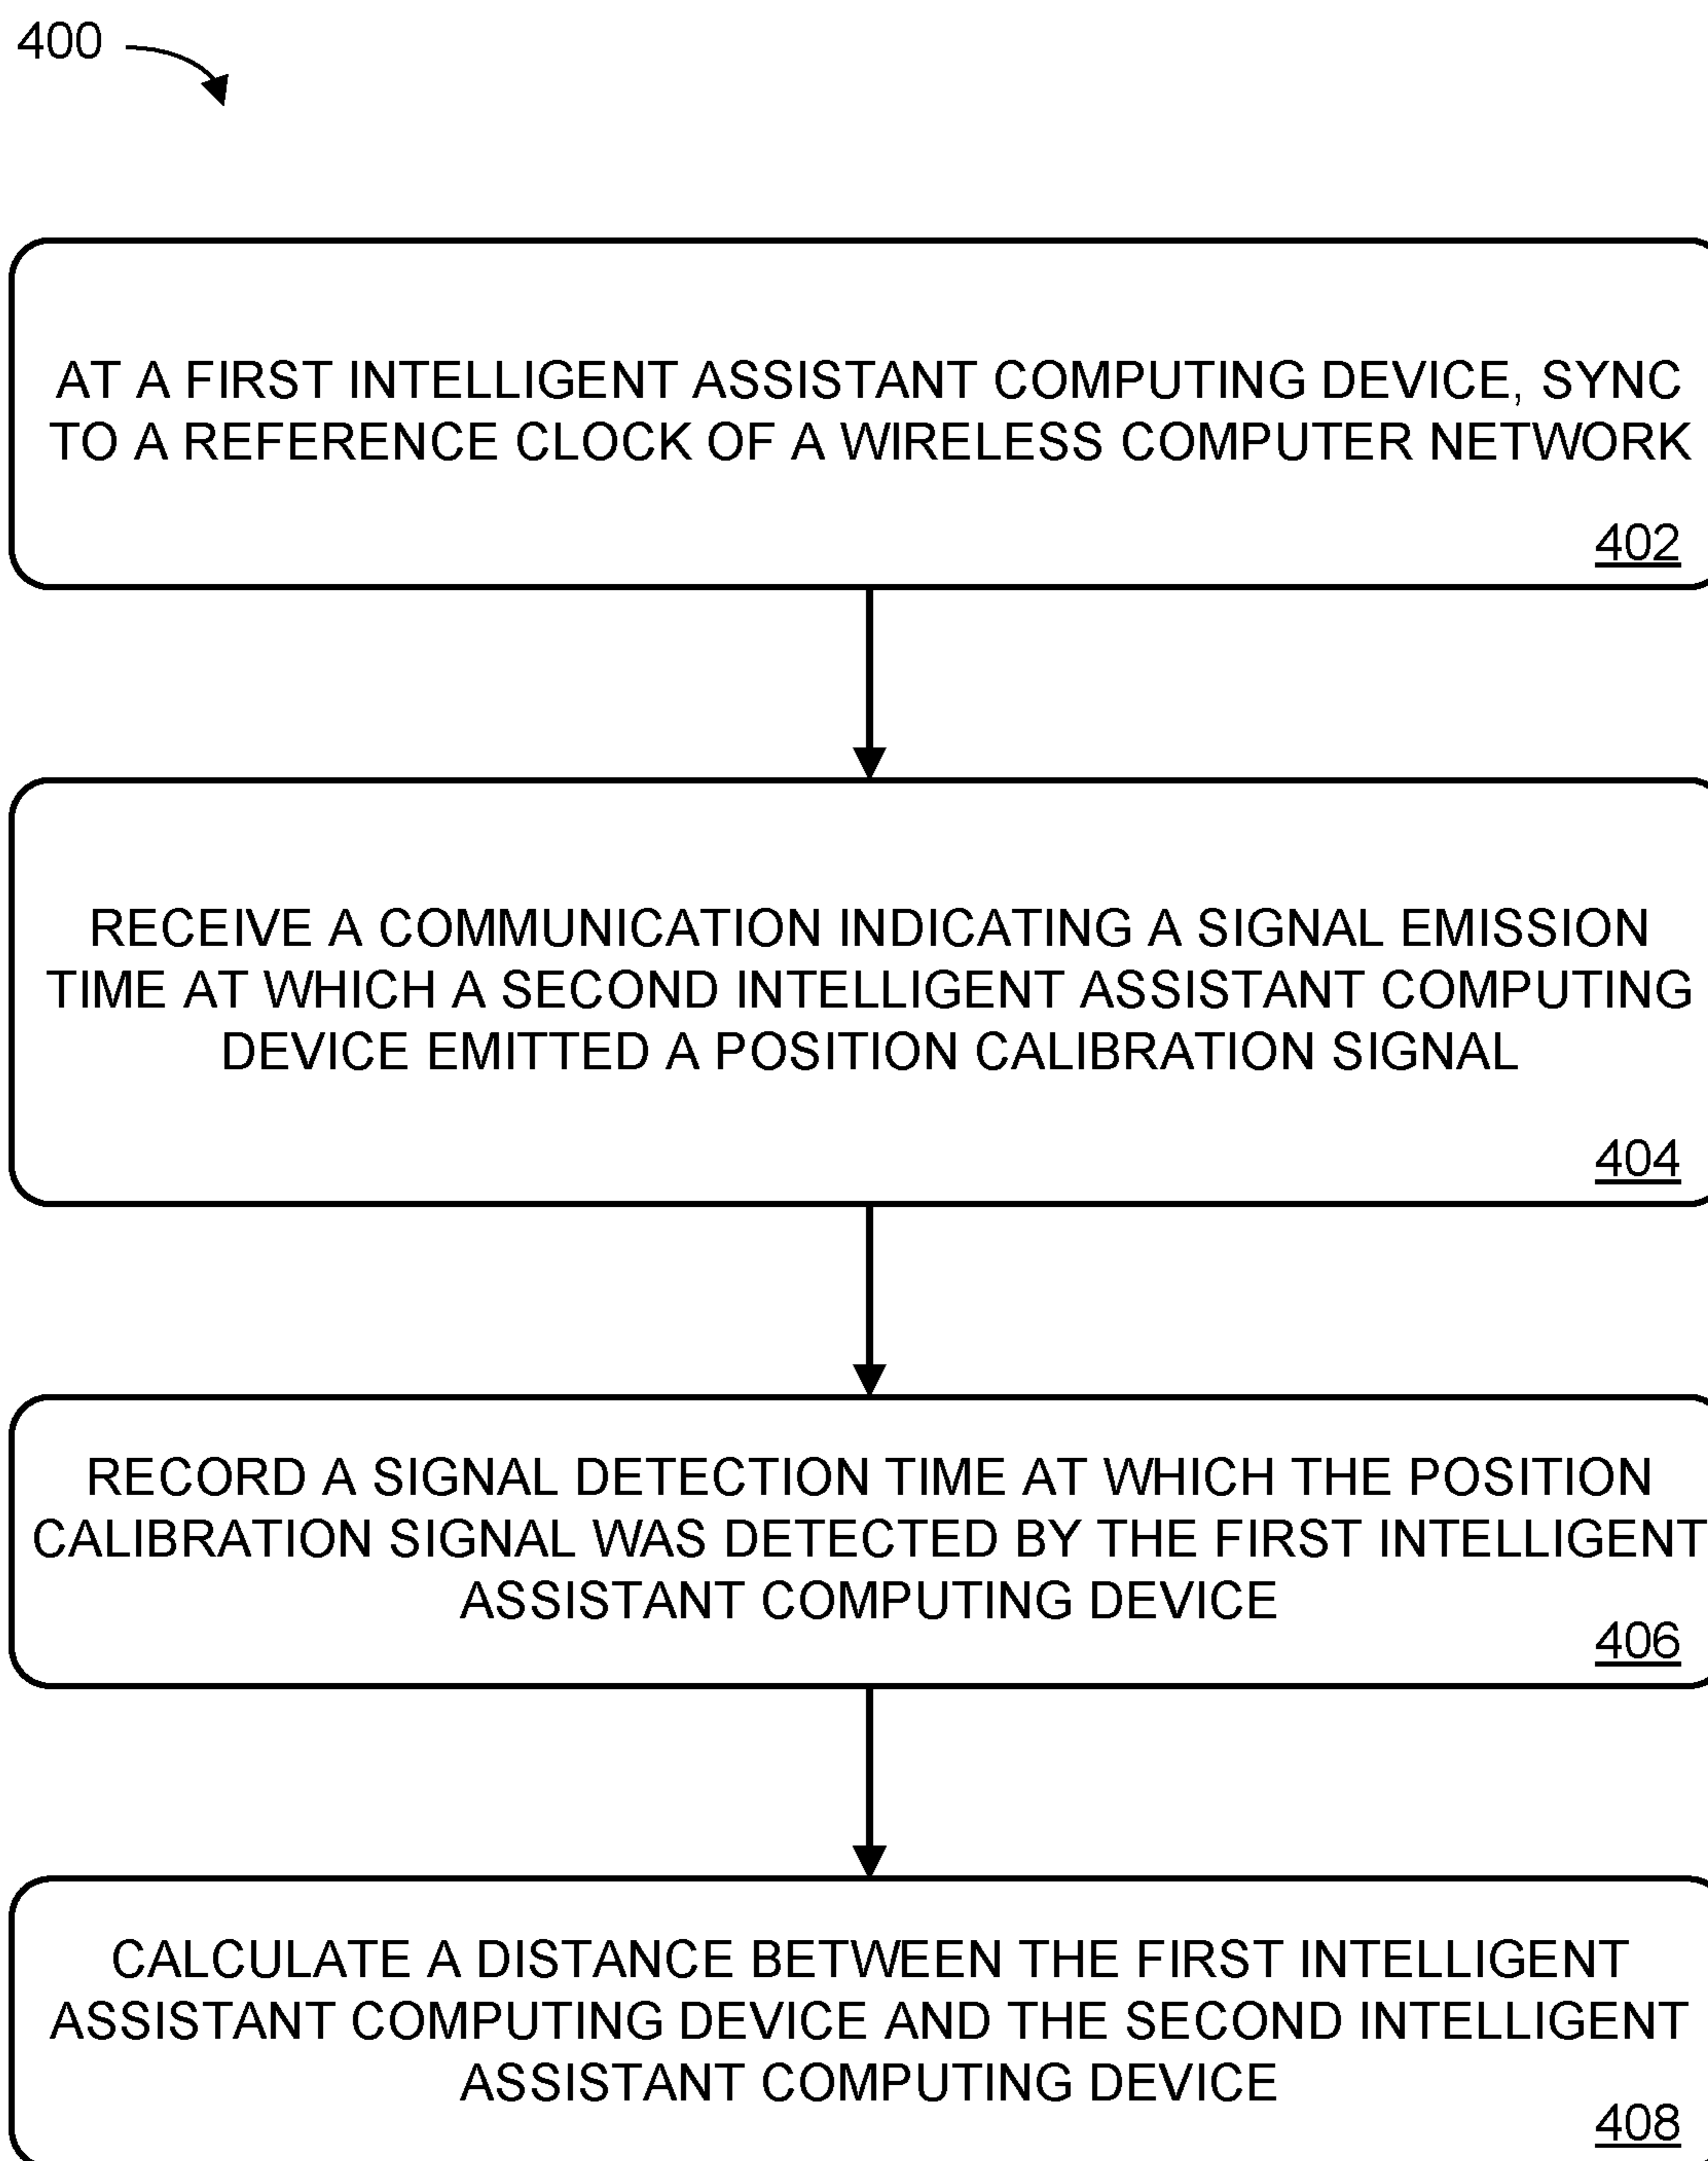 400
AT A FIRST INTELLIGENT ASSISTANT COMPUTING DEVICE, SYNC
TO A REFERENCE CLOCK OF A WIRELESS COMPUTER NETWORK
402
RECEIVE A COMMUNICATION INDICATING A SIGNAL EMISSION
TIME AT WHICH A SECOND INTELLIGENT ASSISTANT COMPUTING
DEVICE EMITTED A POSITION CALIBRATION SIGNAL
404
RECORD A SIGNAL DETECTION TIME AT WHICH THE POSITION
CALIBRATION SIGNAL WAS DETECTED BY THE FIRST INTELLIGENT
ASSISTANT COMPUTING DEVICE
406
CALCULATE A DISTANCE BETWEEN THE FIRST INTELLIGENT
ASSISTANT COMPUTING DEVICE AND THE SECOND INTELLIGENT
ASSISTANT COMPUTING DEVICE
408